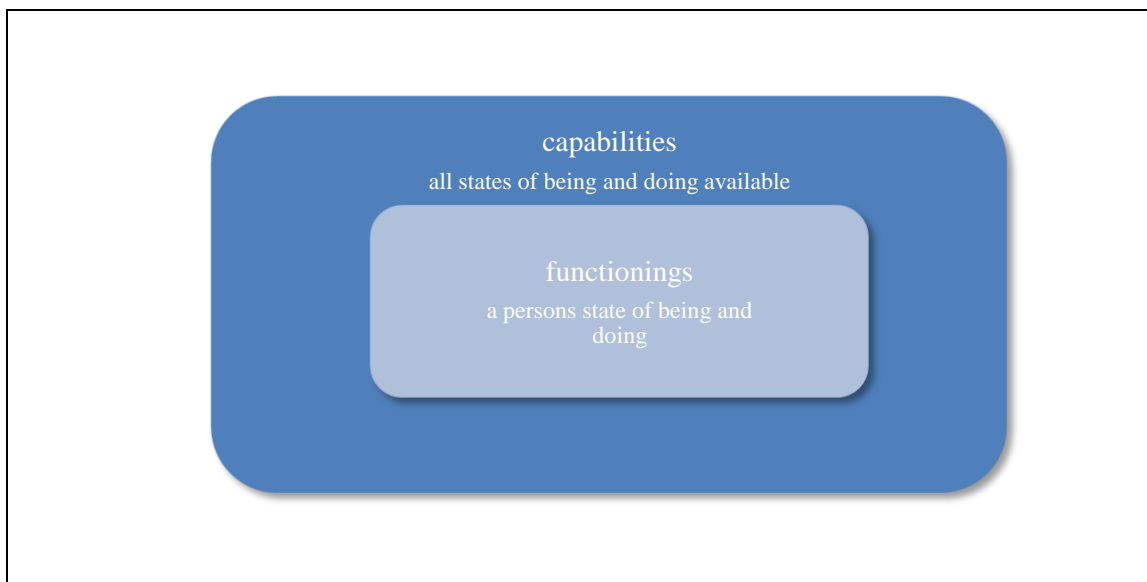 capabilities
all states of being and doing available
functionings
a persons state of being and
doing